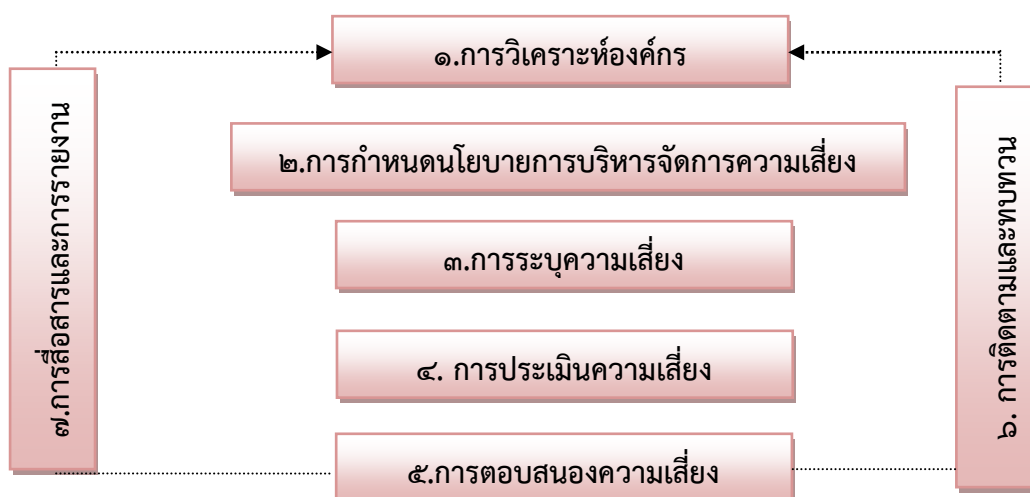 ๑.การวิเคราะห์องค์กร
๒.การกำหนดนโยบายการบริหารจัดการความเสี่ยง
๓.การระบุความเสี่ยง
๔. การประเมินความเสี่ยง
๕.การตอบสนองความเสี่ยง
๖. การติดตามและทบทวน
๗.การสื่อสารและการรายงาน